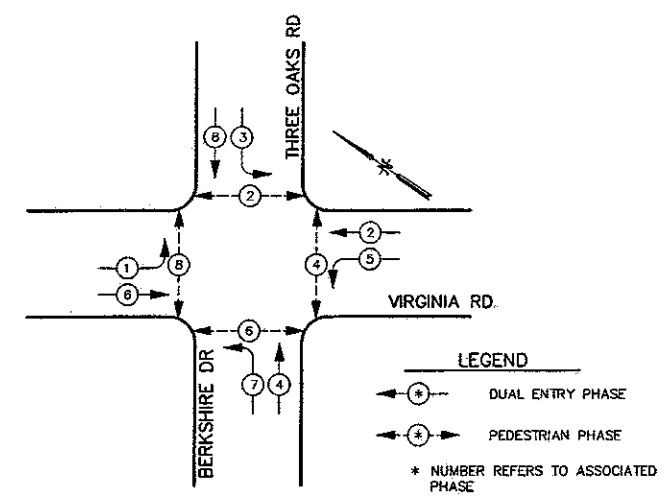 THREE OAKS RD
8
3
2
2
1
8
4
5
6
VIRGINIA RD.
6
BERKSHIRE DR
7
4
LEGEND
* DUAL ENTRY PHASE
* PEDESTRIAN PHASE
* NUMBER REFERS TO ASSOCIATED
PHASE